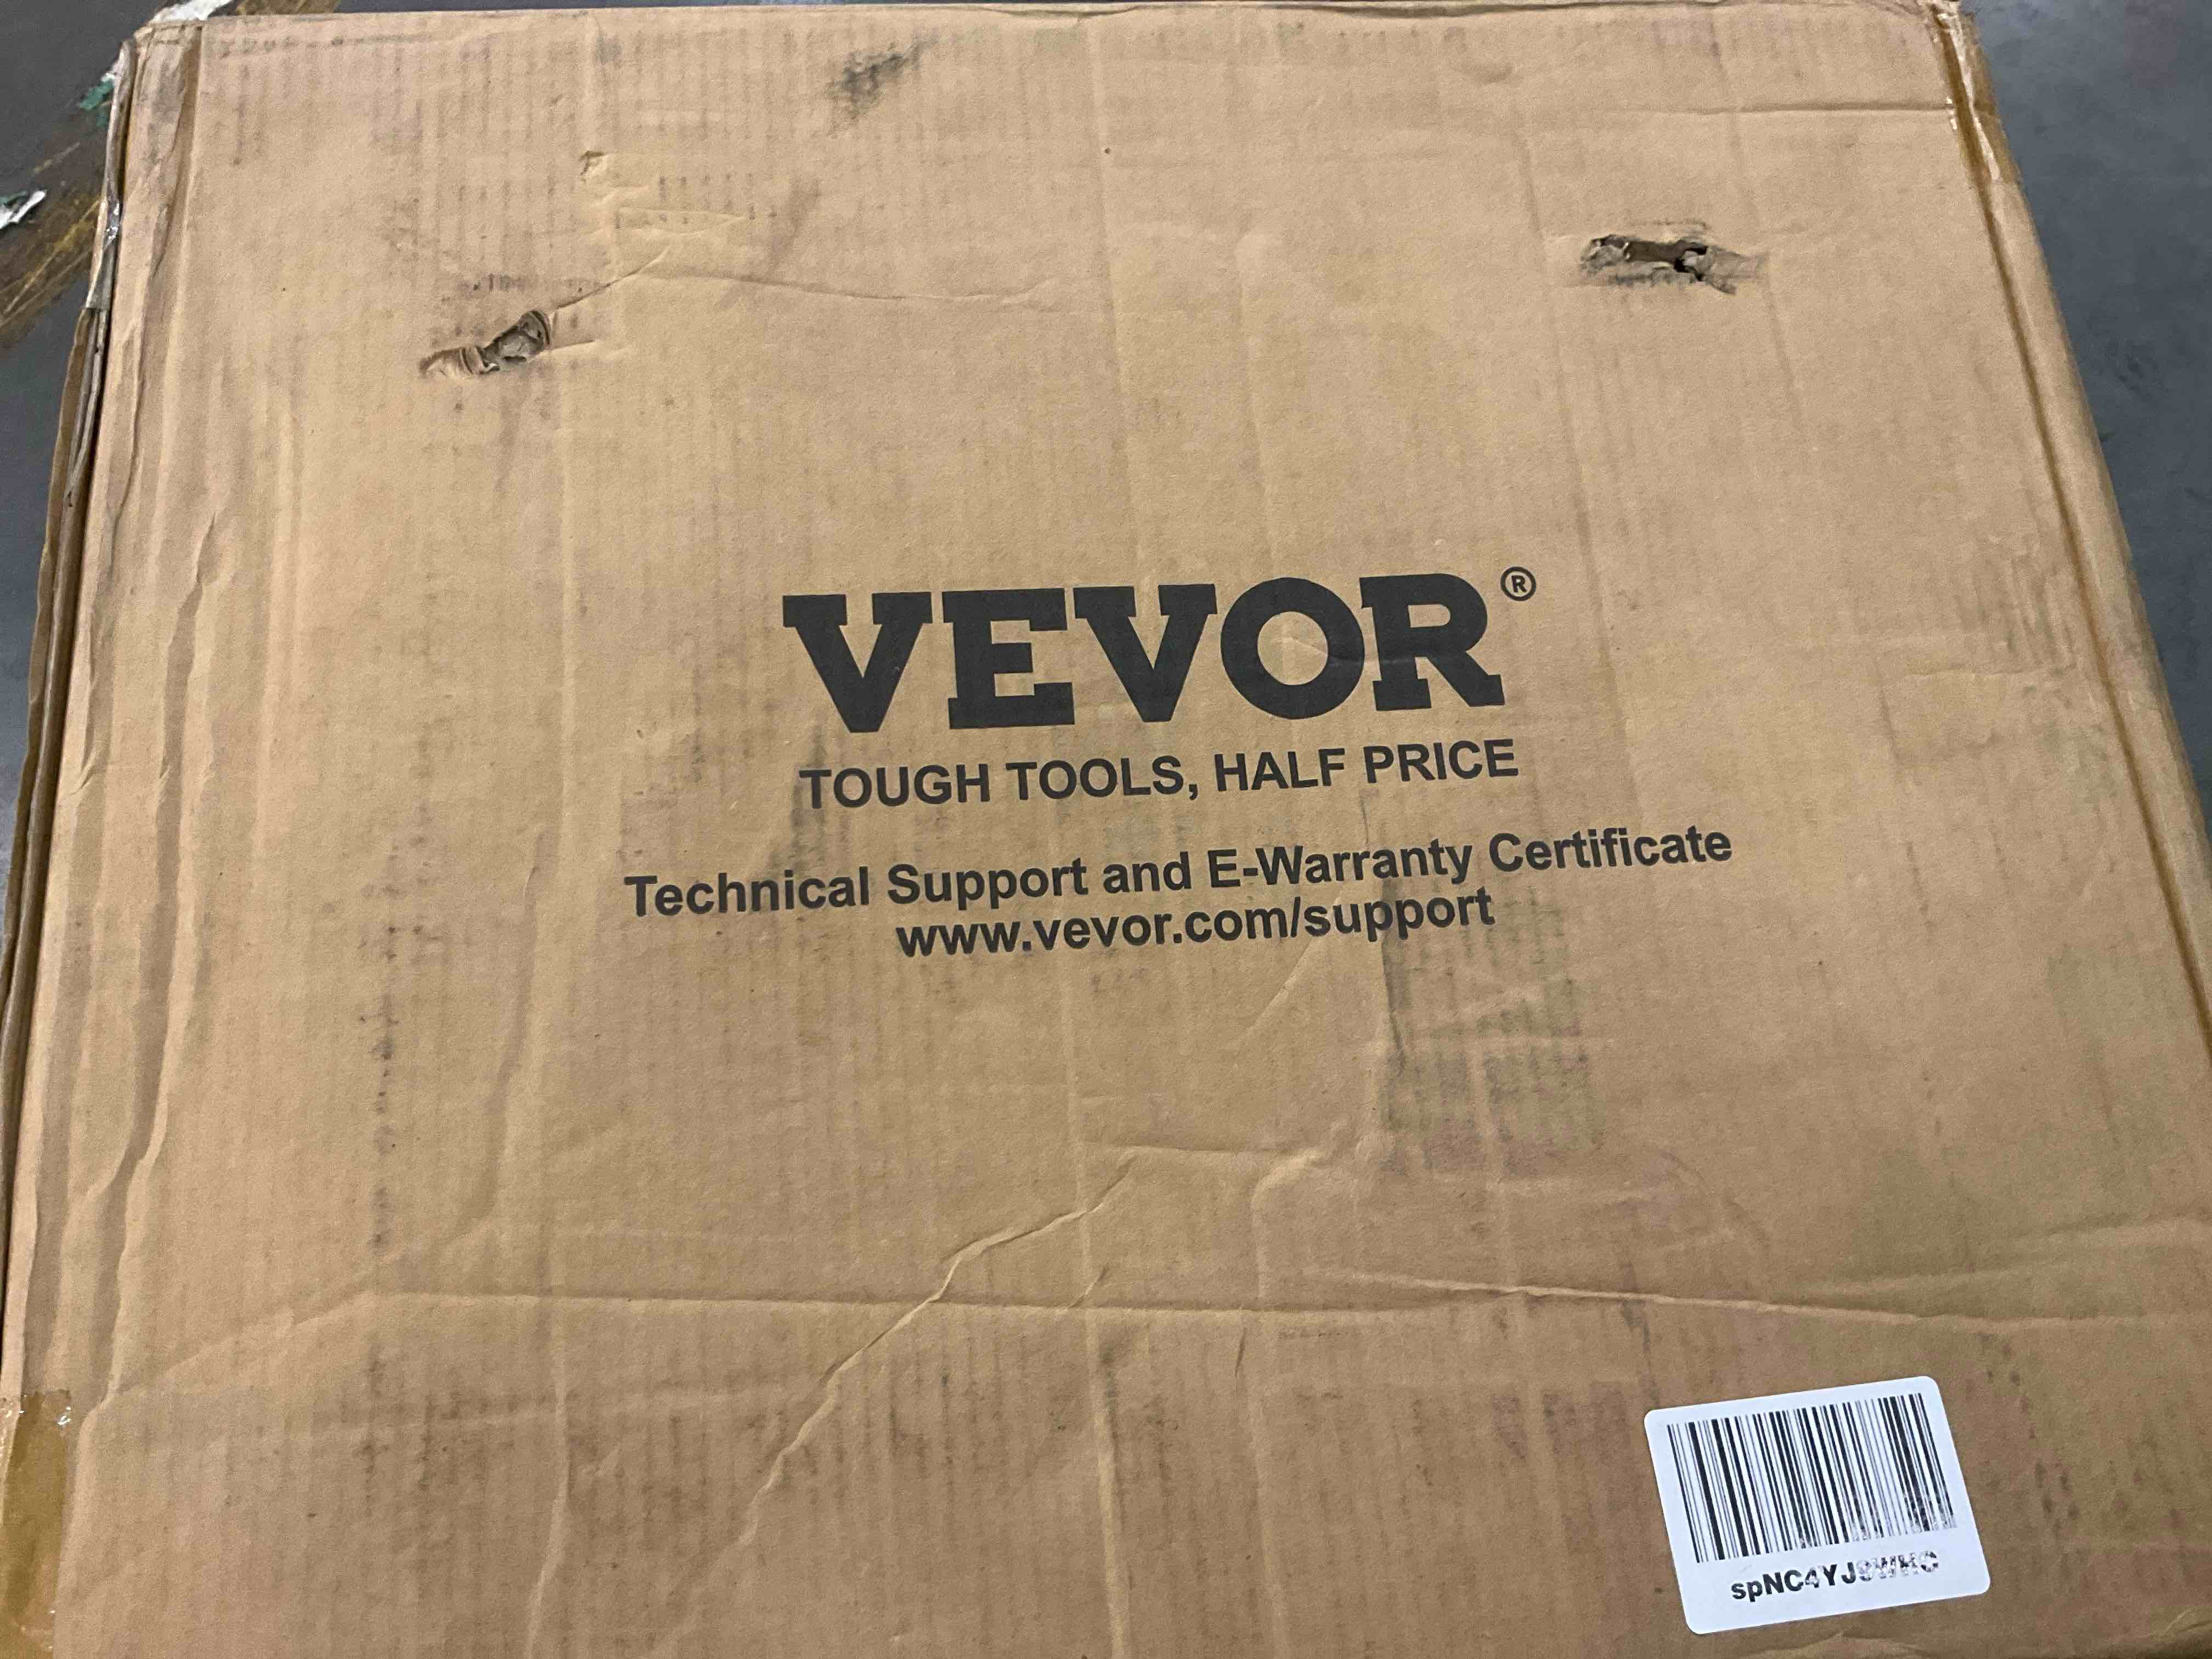 VEVOR®
TOUGH TOOLS, HALF PRICE
Technical Support and E-Warranty Certificate
www.vevor.com/support